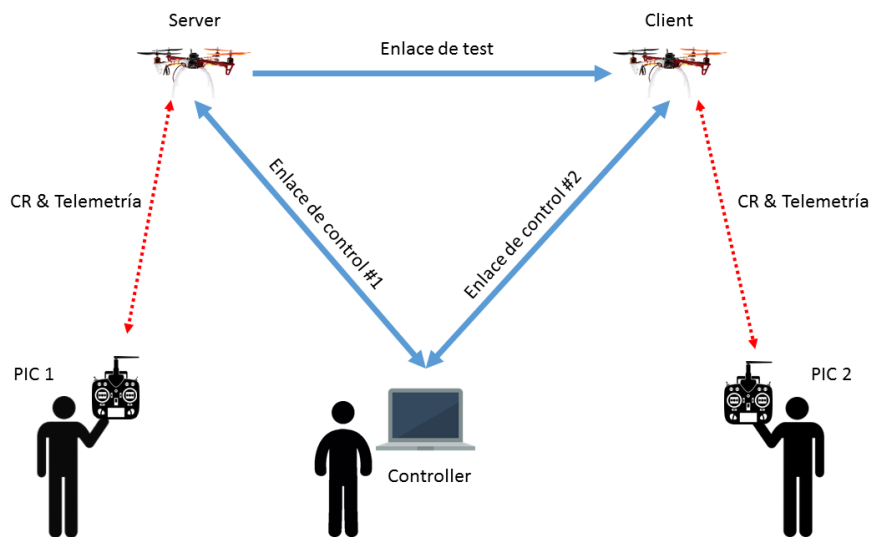 Server
Client
Enlace de test
Enlace de control #1
Enlace de control #2
CR & Telemetría
CR & Telemetría
PIC 1
PIC 2
Controller